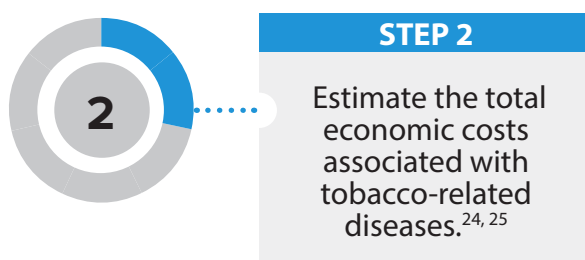 2
STEP 2
Estimate the total
economic costs
associated with
tobacco-related
diseases.24, 25